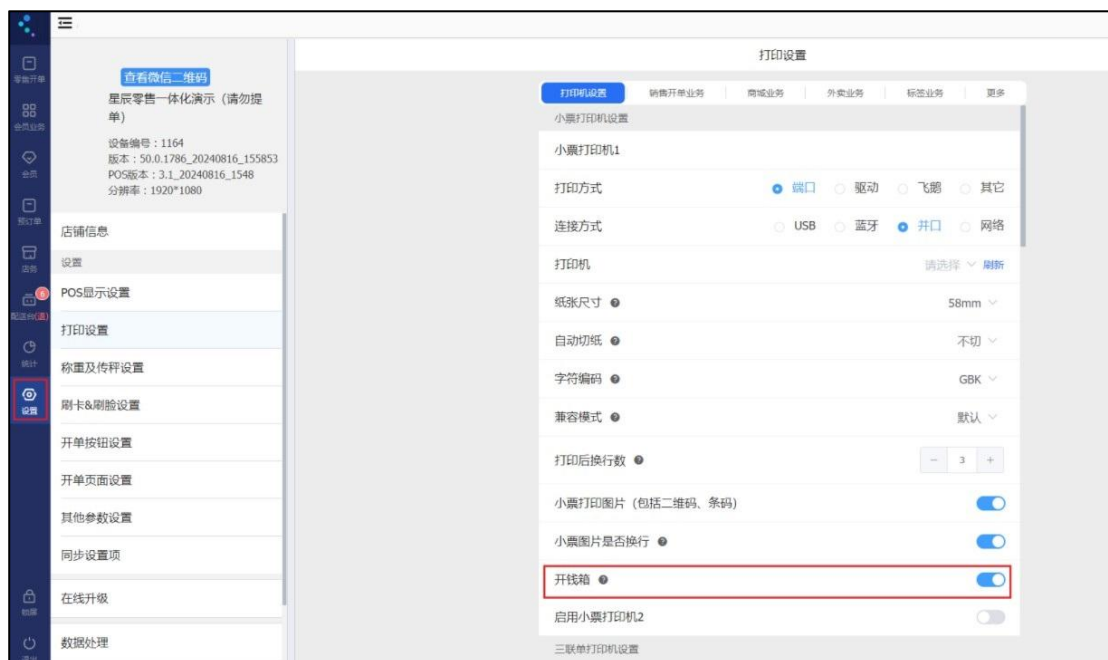 零售开单
会员业务
会员
预订单
店务
6
配送台(退)
统计
设置
锁屏
查看微信二维码
星辰零售一体化演示（请勿提
单）
设备编号：1164
版本：50.0.1786_20240816_155853
POS版本：3.1_20240816_1548
分辨率：1920*1080
店铺信息
设置
POS显示设置
打印设置
称重及传秤设置
刷卡&刷脸设置
开单按钮设置
开单页面设置
其他参数设置
同步设置项
在线升级
数据处理
打印设置
打印机设置 销售开单业务 商城业务 外卖业务 标签业务 更多
小票打印机设置
小票打印机1
打印方式 端口 驱动 飞鹅 其它
连接方式 USB 蓝牙 并口 网络
打印机 请选择 刷新
纸张尺寸 58mm
自动切纸 不切
字符编码 GBK
兼容模式 默认
打印后换行数 − 3 +
小票打印图片（包括二维码、条码）
小票图片是否换行
开钱箱
启用小票打印机2
三联单打印机设置